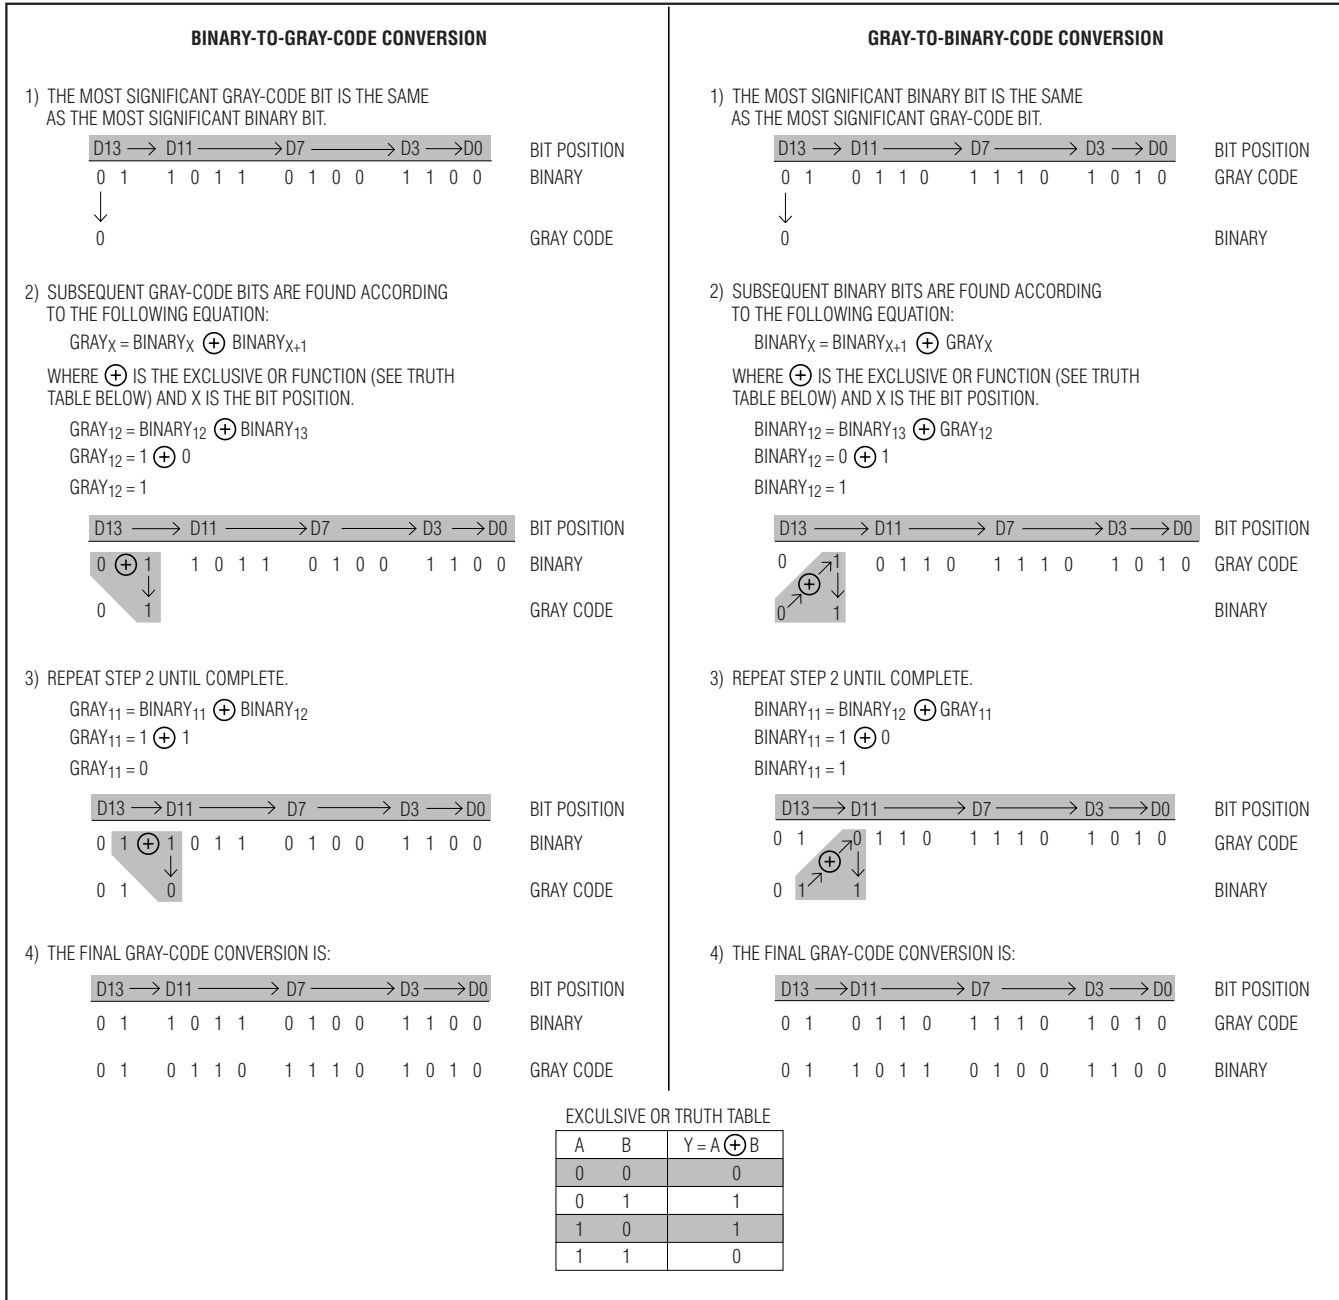 BINARY-TO-GRAY-CODE CONVERSION
1) THE MOST SIGNIFICANT GRAY-CODE BIT IS THE SAME
AS THE MOST SIGNIFICANT BINARY BIT.
D13 → D11 → D7 → D3 → D0 BIT POSITION
0 1 1 0 1 1 0 1 0 0 1 1 0 0 BINARY
0 GRAY CODE
2) SUBSEQUENT GRAY-CODE BITS ARE FOUND ACCORDING
TO THE FOLLOWING EQUATION:
GRAYX = BINARYX ⊕ BINARYX+1
WHERE ⊕ IS THE EXCLUSIVE OR FUNCTION (SEE TRUTH
TABLE BELOW) AND X IS THE BIT POSITION.
GRAY12 = BINARY12 ⊕ BINARY13
GRAY12 = 1 ⊕ 0
GRAY12 = 1
D13 → D11 → D7 → D3 → D0 BIT POSITION
0 ⊕ 1 1 0 1 1 0 1 0 0 1 1 0 0 BINARY
0 1 GRAY CODE
3) REPEAT STEP 2 UNTIL COMPLETE.
GRAY11 = BINARY11 ⊕ BINARY12
GRAY11 = 1 ⊕ 1
GRAY11 = 0
D13 → D11 → D7 → D3 → D0 BIT POSITION
0 1 ⊕ 1 0 1 1 0 1 0 0 1 1 0 0 BINARY
0 1 0 GRAY CODE
4) THE FINAL GRAY-CODE CONVERSION IS:
D13 → D11 → D7 → D3 → D0 BIT POSITION
0 1 1 0 1 1 0 1 0 0 1 1 0 0 BINARY
0 1 0 1 1 0 1 1 1 0 1 0 1 0 GRAY CODE
GRAY-TO-BINARY-CODE CONVERSION
1) THE MOST SIGNIFICANT BINARY BIT IS THE SAME
AS THE MOST SIGNIFICANT GRAY-CODE BIT.
D13 → D11 → D7 → D3 → D0 BIT POSITION
0 1 0 1 1 0 1 1 1 0 1 0 1 0 GRAY CODE
0 BINARY
2) SUBSEQUENT BINARY BITS ARE FOUND ACCORDING
TO THE FOLLOWING EQUATION:
BINARYX = BINARYX+1 ⊕ GRAYX
WHERE ⊕ IS THE EXCLUSIVE OR FUNCTION (SEE TRUTH
TABLE BELOW) AND X IS THE BIT POSITION.
BINARY12 = BINARY13 ⊕ GRAY12
BINARY12 = 0 ⊕ 1
BINARY12 = 1
D13 → D11 → D7 → D3 → D0 BIT POSITION
0 1 0 1 1 0 1 1 1 0 1 0 1 0 GRAY CODE
⊕
0 1 BINARY
3) REPEAT STEP 2 UNTIL COMPLETE.
BINARY11 = BINARY12 ⊕ GRAY11
BINARY11 = 1 ⊕ 0
BINARY11 = 1
D13 → D11 → D7 → D3 → D0 BIT POSITION
0 1 0 1 1 0 1 1 1 0 1 0 1 0 GRAY CODE
⊕
0 1 1 BINARY
4) THE FINAL GRAY-CODE CONVERSION IS:
D13 → D11 → D7 → D3 → D0 BIT POSITION
0 1 0 1 1 0 1 1 1 0 1 0 1 0 GRAY CODE
0 1 1 0 1 1 0 1 0 0 1 1 0 0 BINARY
EXCULSIVE OR TRUTH TABLE
A B Y = A ⊕ B
0 0 0
0 1 1
1 0 1
1 1 0